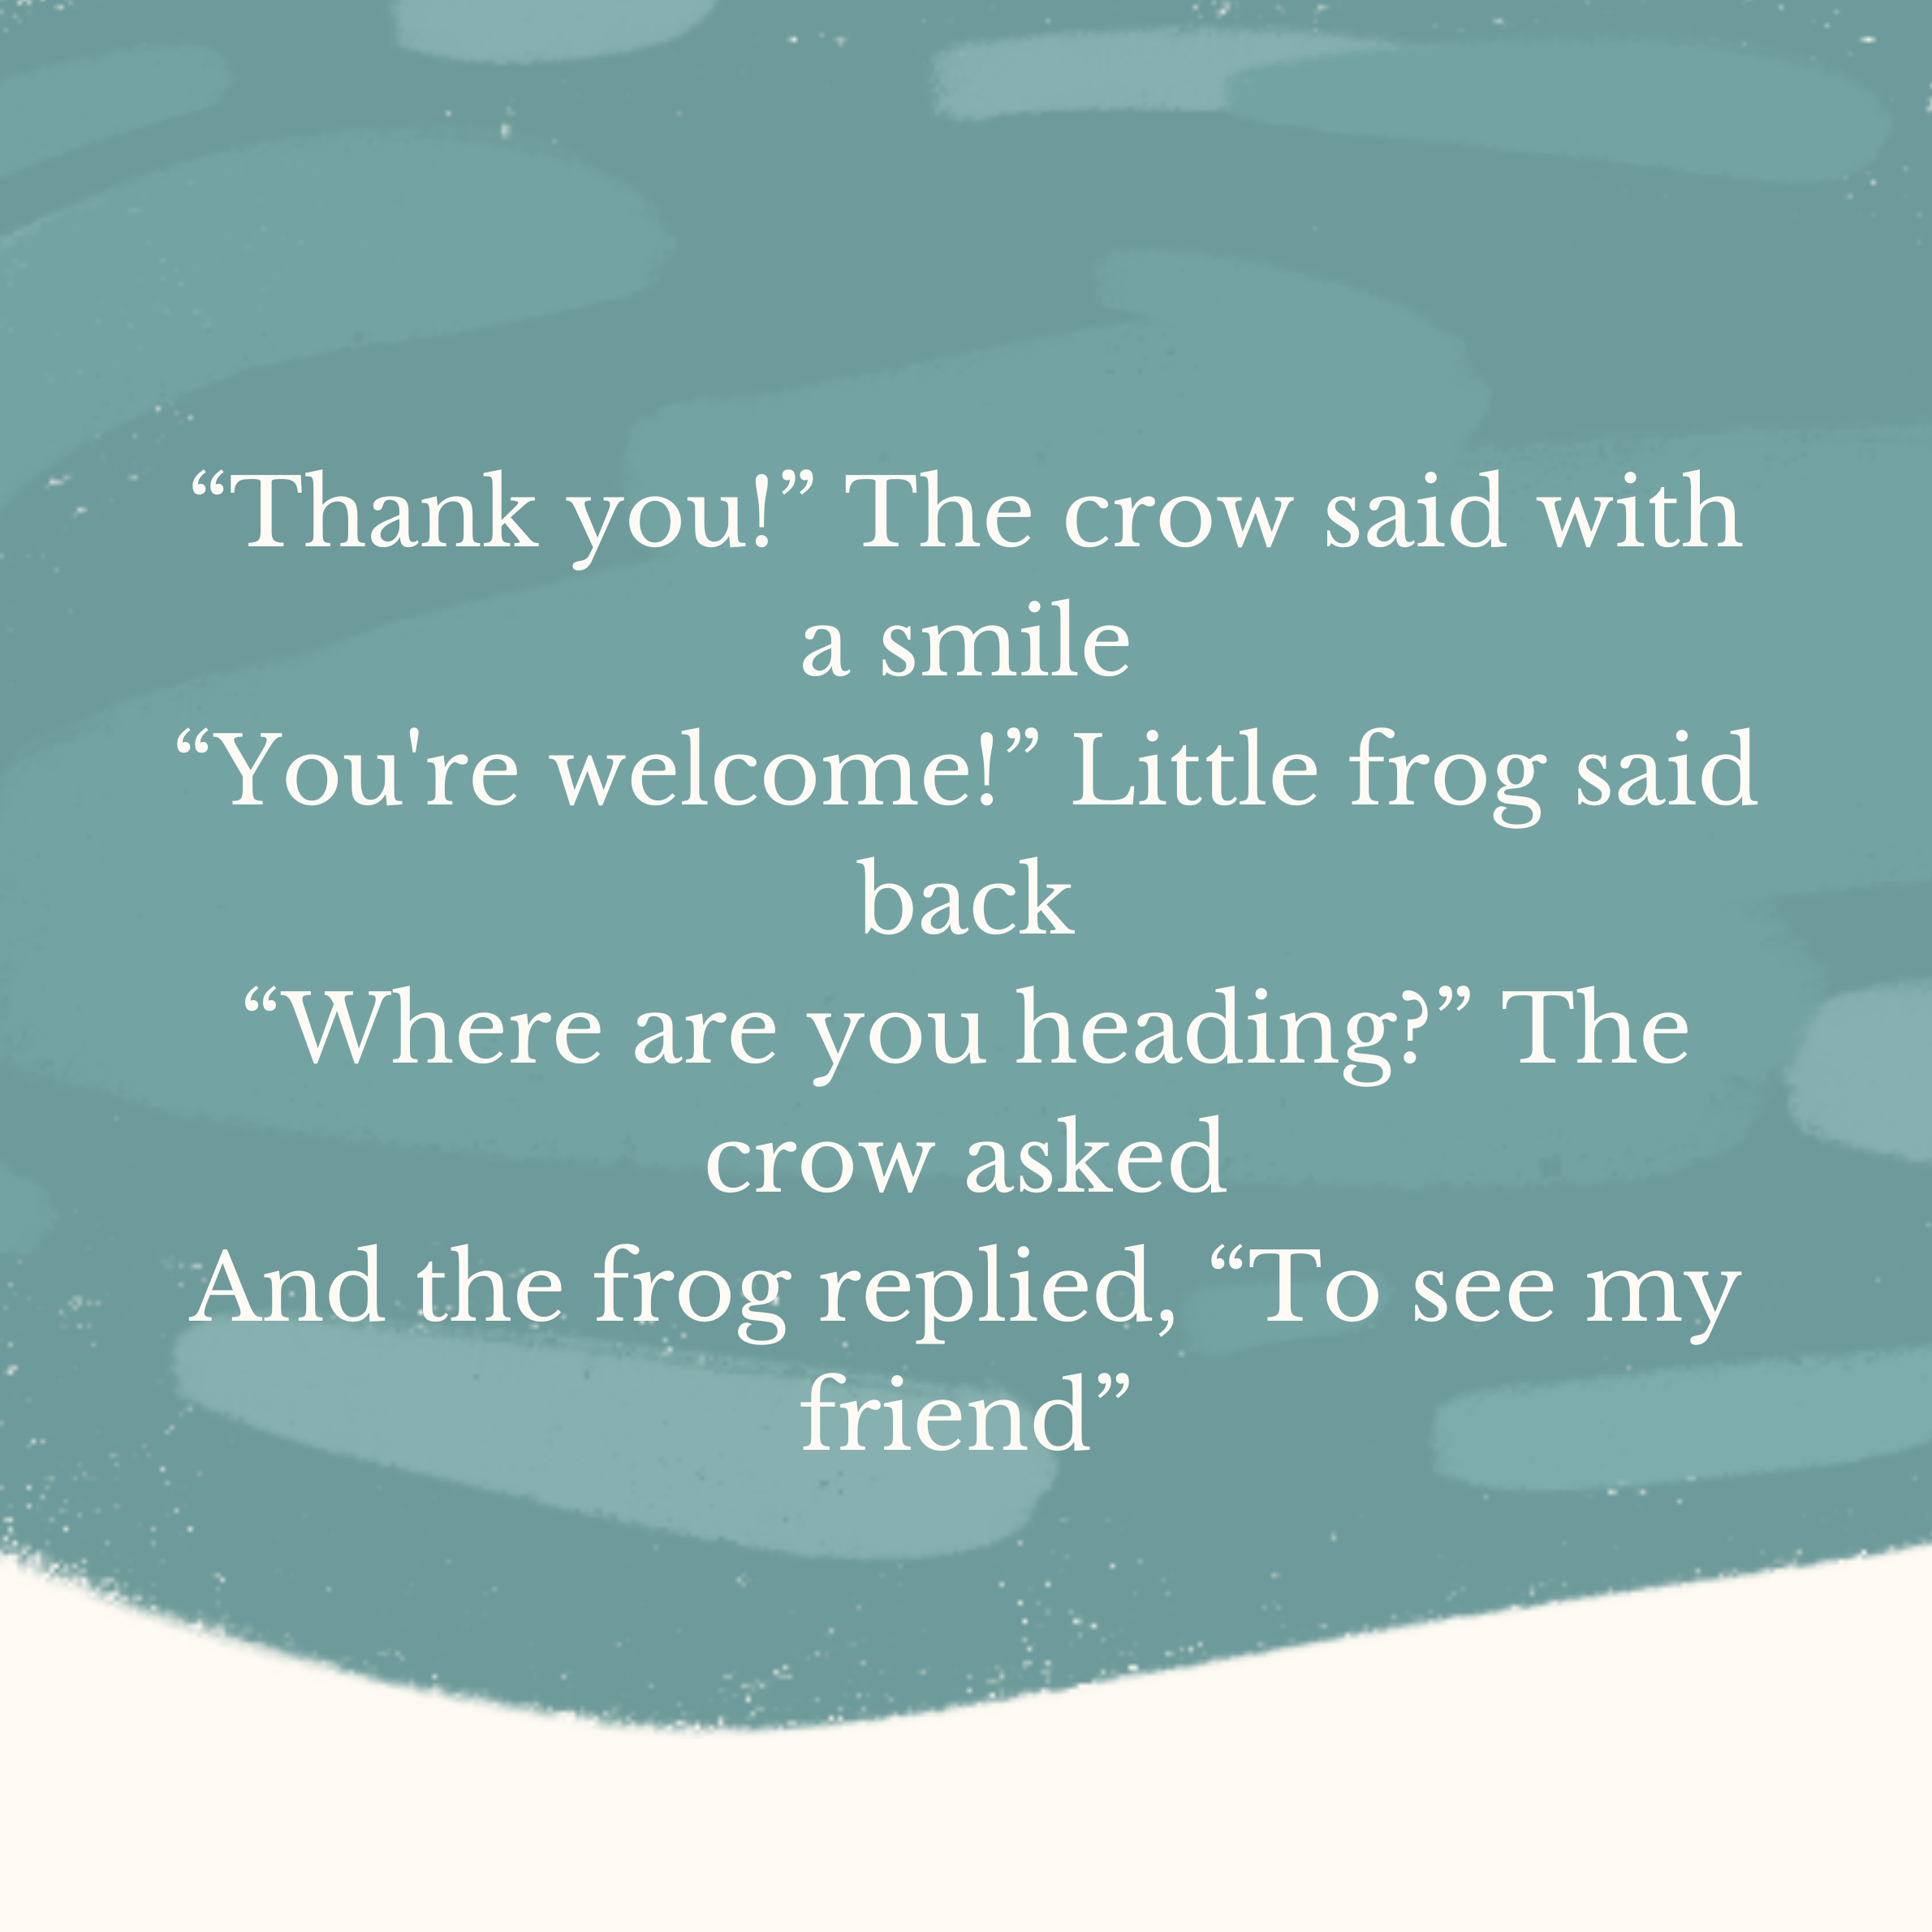 “Thank you!” The crow said with
a smile
“You're welcome!” Little frog said
back
“Where are you heading?” The
crow asked
And the frog replied, “To see my
friend”